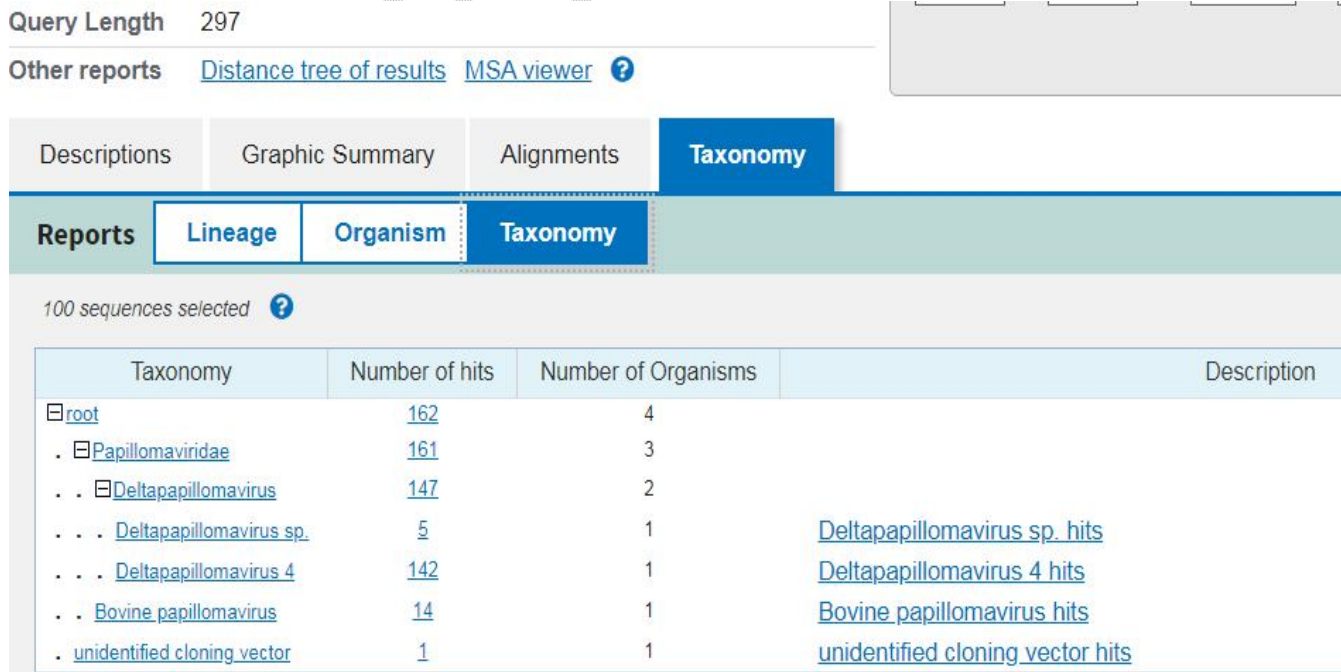 Query Length 297
Other reports Distance tree of results MSA viewer ?
Descriptions Graphic Summary Alignments Taxonomy
Reports Lineage Organism Taxonomy
100 sequences selected ?
Taxonomy Number of hits Number of Organisms Description
root 162 4
. Papillomaviridae 161 3
. . Deltapapillomavirus 147 2
. . . Deltapapillomavirus sp. 5 1 Deltapapillomavirus sp. hits
. . . Deltapapillomavirus 4 142 1 Deltapapillomavirus 4 hits
. . Bovine papillomavirus 14 1 Bovine papillomavirus hits
. unidentified cloning vector 1 1 unidentified cloning vector hits